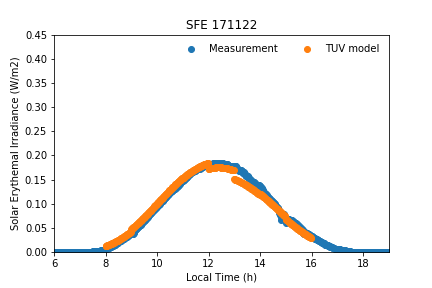 SFE 171122
Measurement
TUV model
Solar Erythemal Irradiance (W/m2)
0.45
0.40
0.35
0.30
0.25
0.20
0.15
0.10
0.05
0.00
6 8 10 12 14 16 18
Local Time (h)